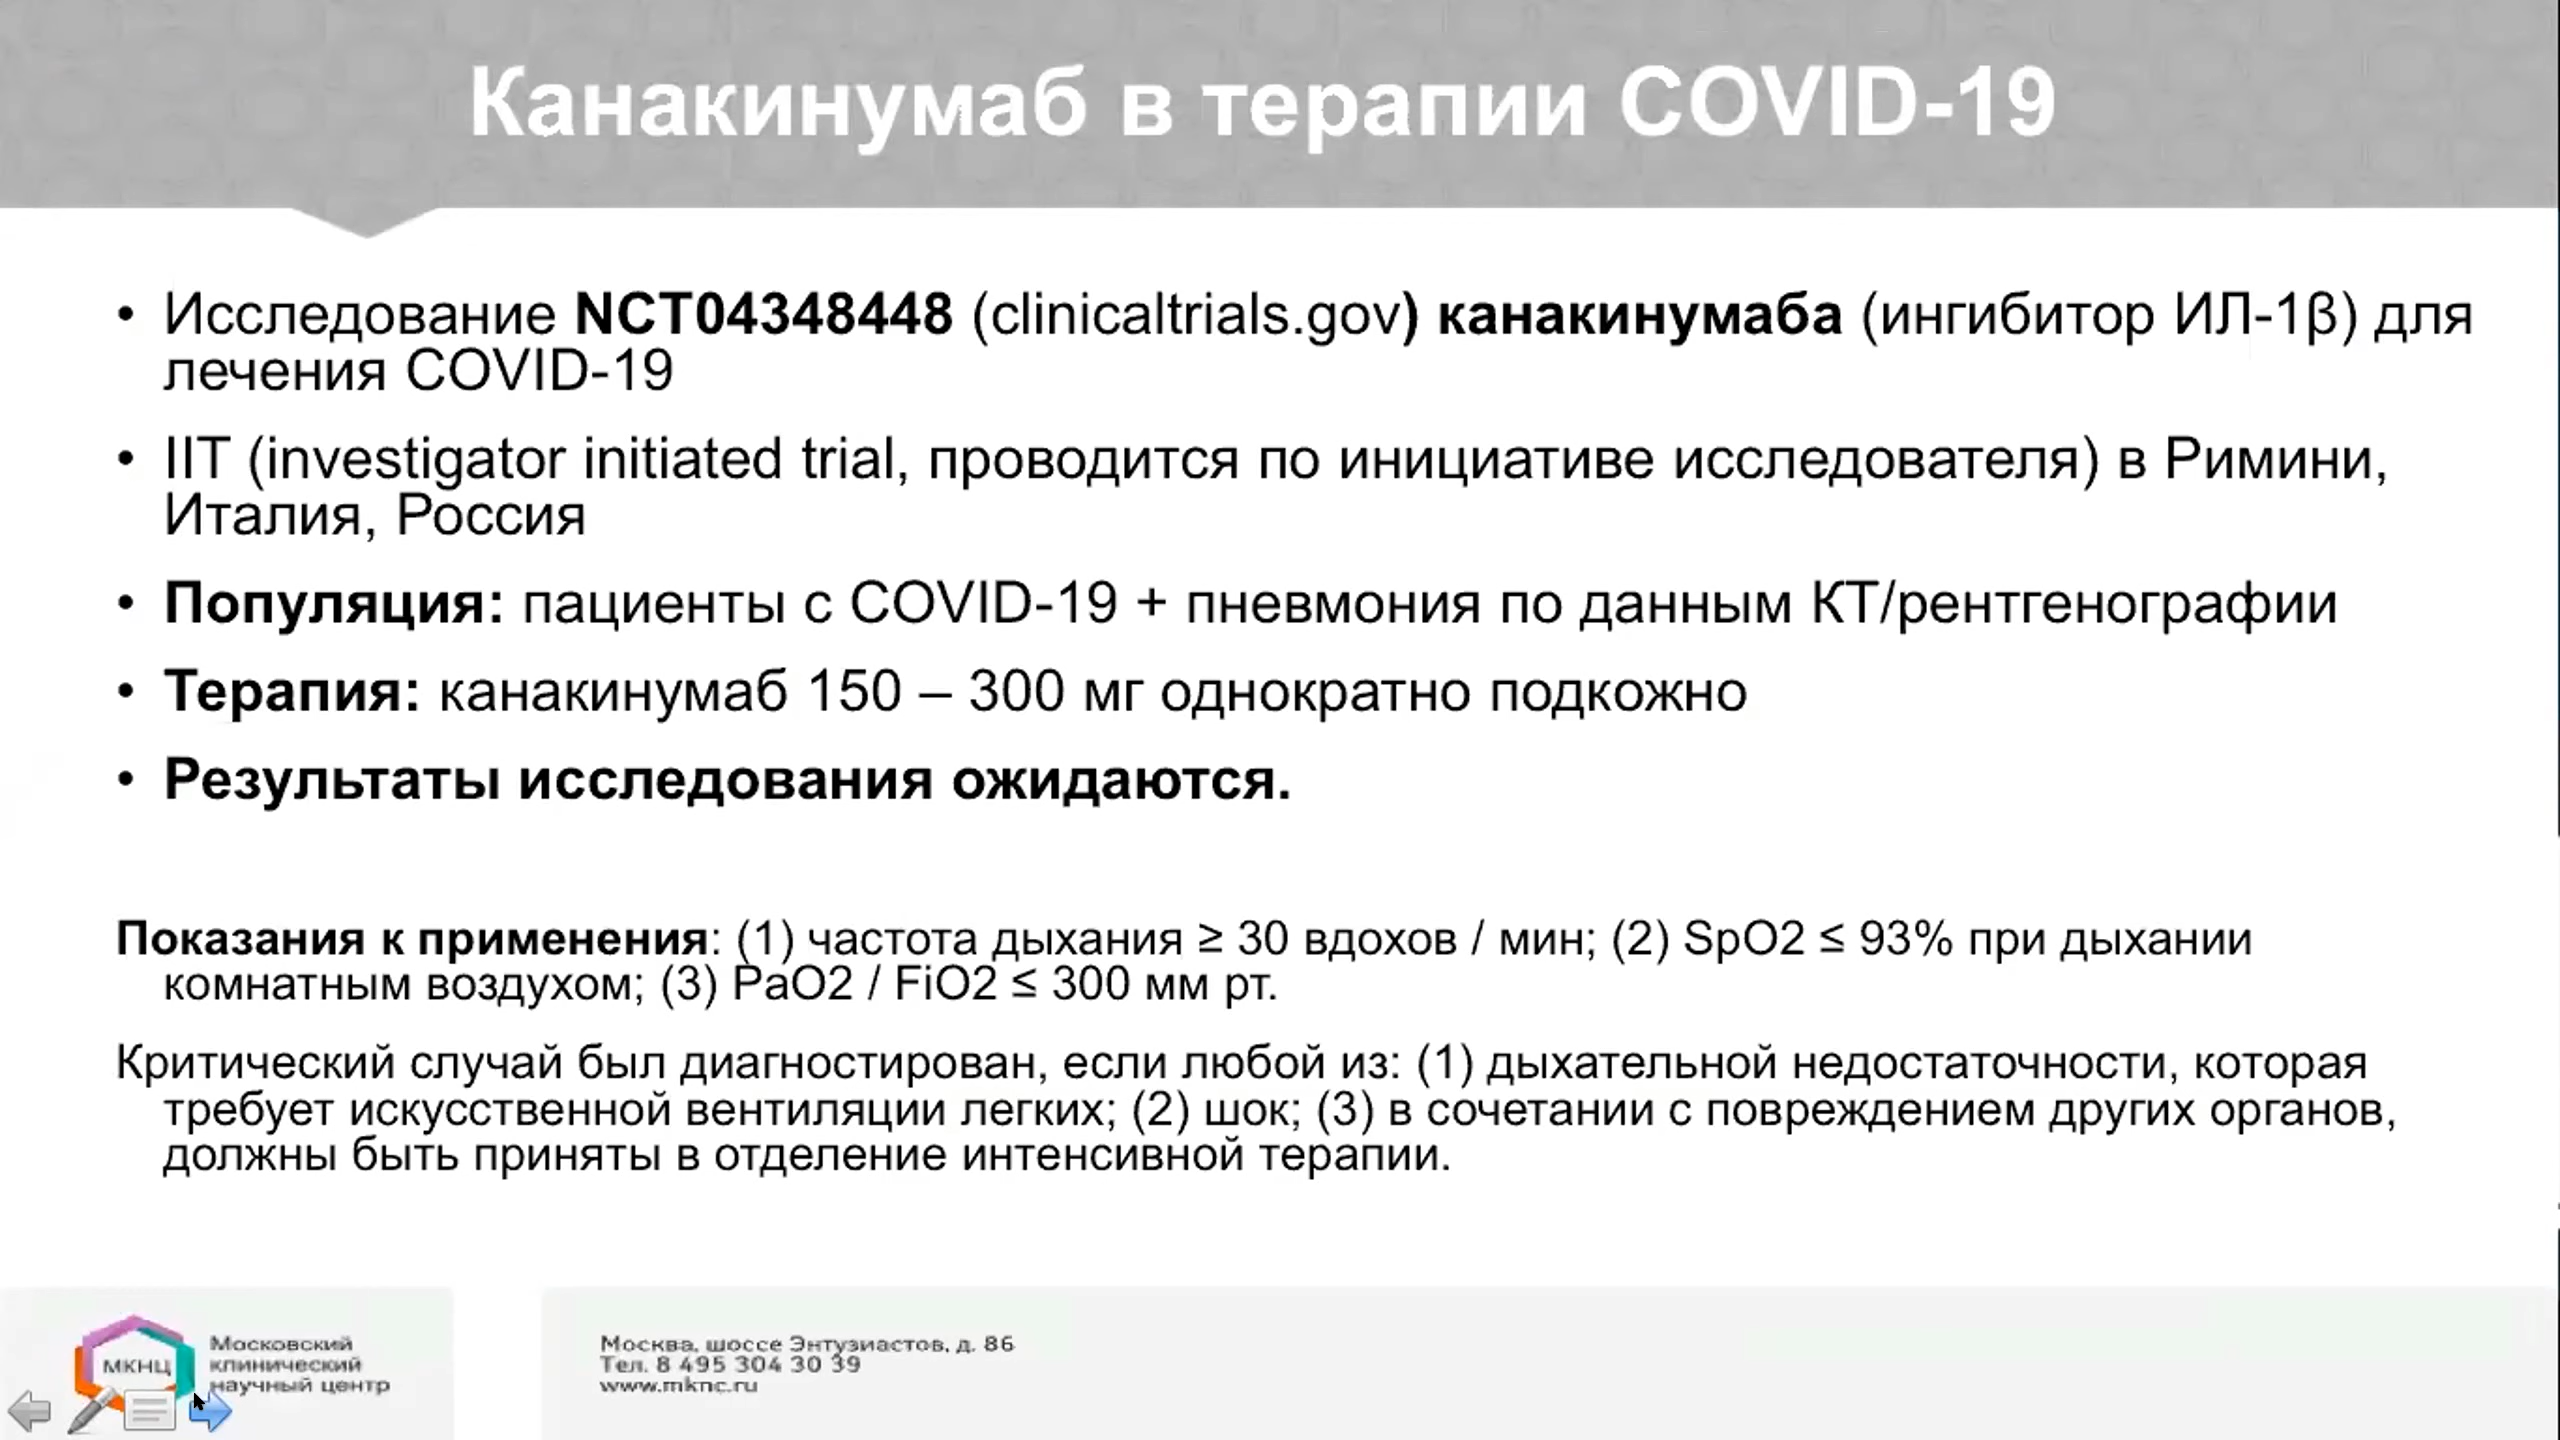 Канакинумаб в терапии COVID-19
• Исследование NCT04348448 (clinicaltrials.gov) канакинумаба (ингибитор ИЛ-1β) для
лечения COVID-19
• IIT (investigator initiated trial, проводится по инициативе исследователя) в Римини,
Италия, Россия
• Популяция: пациенты с COVID-19 + пневмония по данным КТ/рентгенографии
• Терапия: канакинумаб 150 – 300 мг однократно подкожно
• Результаты исследования ожидаются.
Показания к применения: (1) частота дыхания ≥ 30 вдохов / мин; (2) SpO2 ≤ 93% при дыхании
комнатным воздухом; (3) PaO2 / FiO2 ≤ 300 мм рт.
Критический случай был диагностирован, если любой из: (1) дыхательной недостаточности, которая
требует искусственной вентиляции легких; (2) шок; (3) в сочетании с повреждением других органов,
должны быть приняты в отделение интенсивной терапии.
МКНЦ
Московский
клинический
научный центр
Москва, шоссе Энтузиастов, д. 86
Тел. 8 495 304 30 39
www.mknc.ru